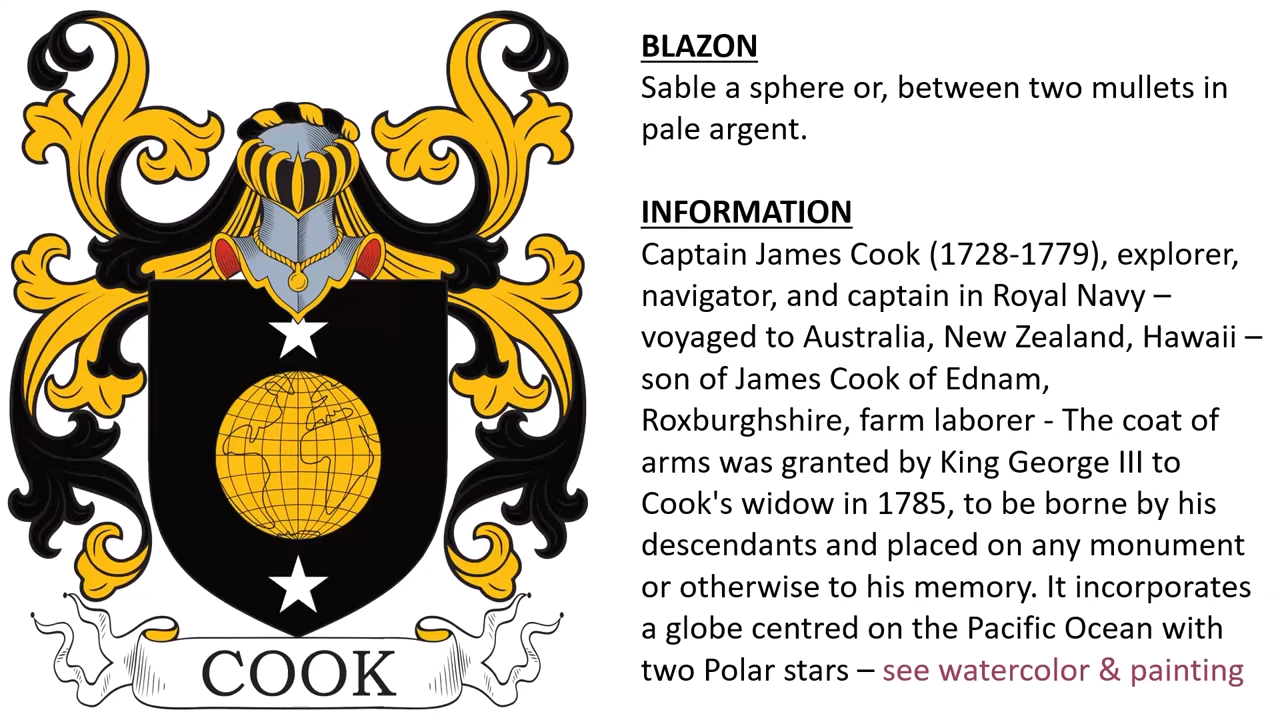 BLAZON
Sable a sphere or, between two mullets in
pale argent.
INFORMATION
Captain James Cook (1728-1779), explorer,
navigator, and captain in Royal Navy –
voyaged to Australia, New Zealand, Hawaii –
son of James Cook of Ednam,
Roxburghshire, farm laborer - The coat of
arms was granted by King George III to
Cook's widow in 1785, to be borne by his
descendants and placed on any monument
or otherwise to his memory. It incorporates
a globe centred on the Pacific Ocean with
two Polar stars – see watercolor & painting
COOK